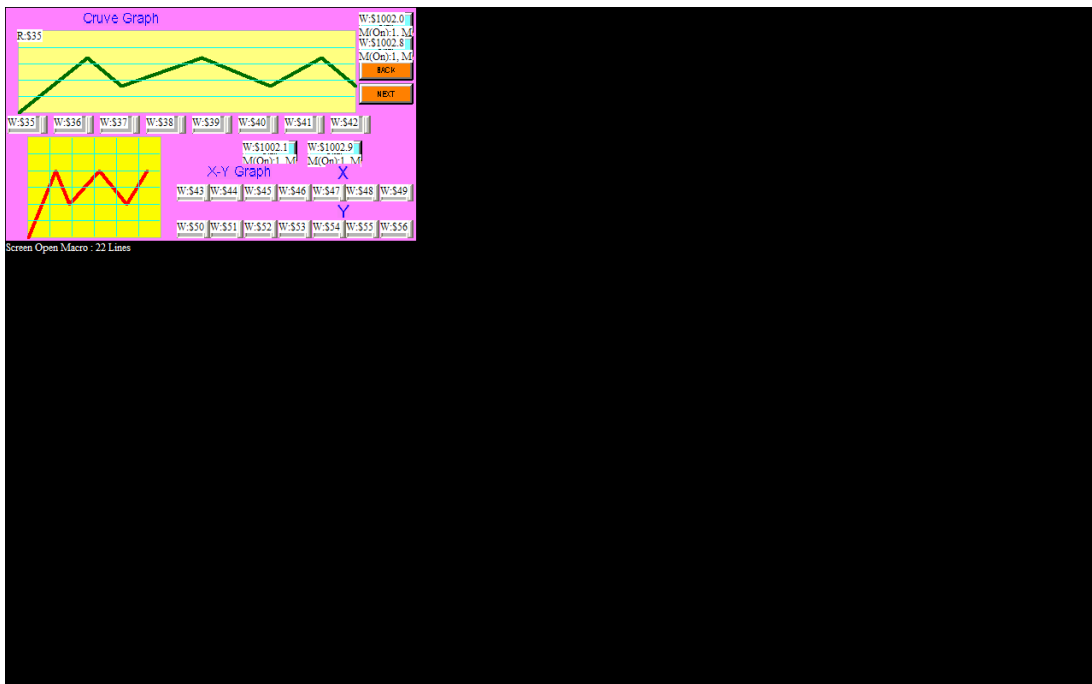 Cruve Graph
W:$1002.0
M(On):1, M
R:$35
W:$1002.8
M(On):1, M
BACK
NEXT
W:$35 W:$36 W:$37 W:$38 W:$39 W:$40 W:$41 W:$42
W:$1002.1 W:$1002.9
M(On):1, M M(On):1, M
X-Y Graph X
W:$43 W:$44 W:$45 W:$46 W:$47 W:$48 W:$49
Y
W:$50 W:$51 W:$52 W:$53 W:$54 W:$55 W:$56
Screen Open Macro : 22 Lines